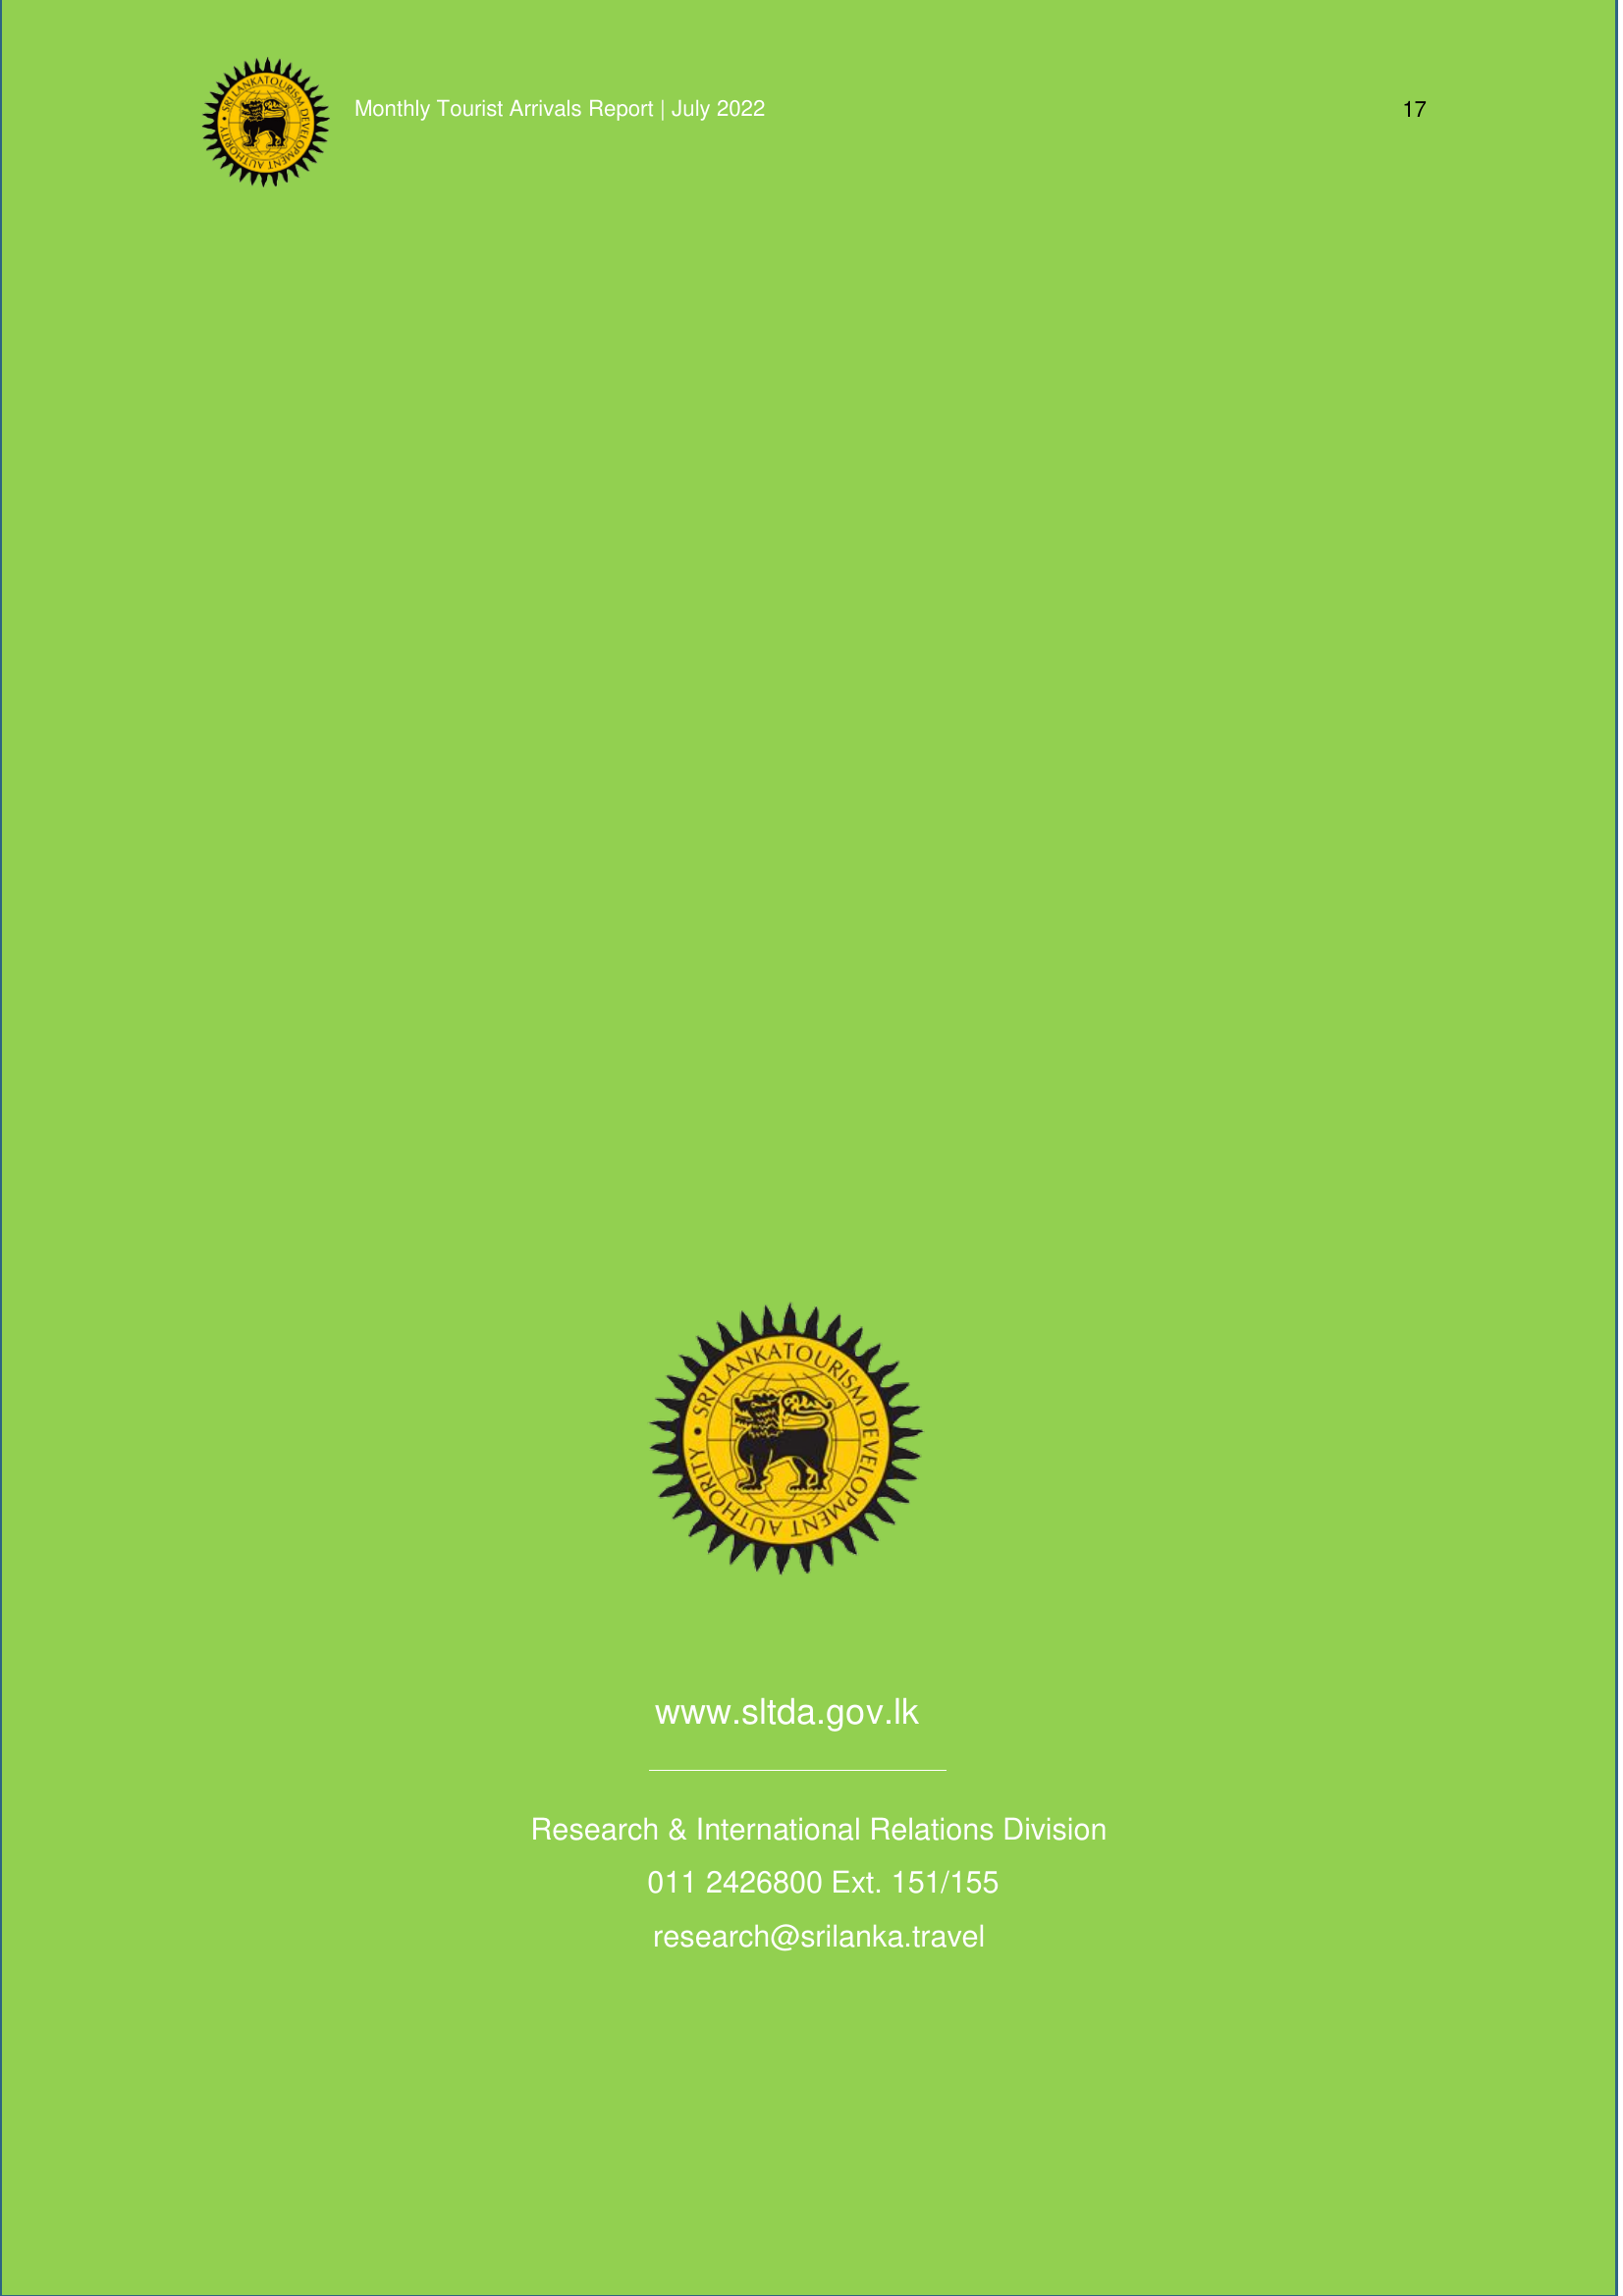 SRI LANKA TOURISM DEVELOPMENT AUTHORITY •
Monthly Tourist Arrivals Report | July 2022
17
SRI LANKA TOURISM DEVELOPMENT AUTHORITY •
www.sltda.gov.lk
Research & International Relations Division
011 2426800 Ext. 151/155
research@srilanka.travel